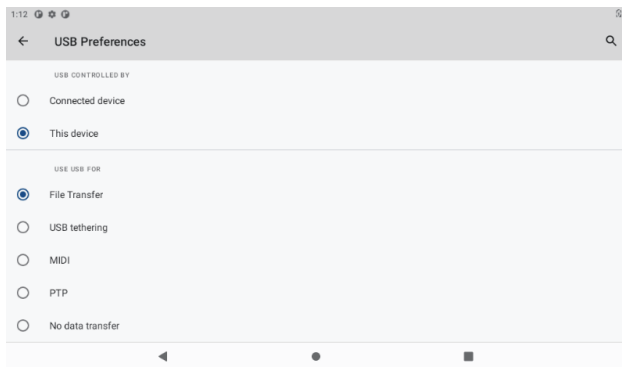 1:12
USB Preferences
USB CONTROLLED BY
Connected device
This device
USE USB FOR
File Transfer
USB tethering
MIDI
PTP
No data transfer